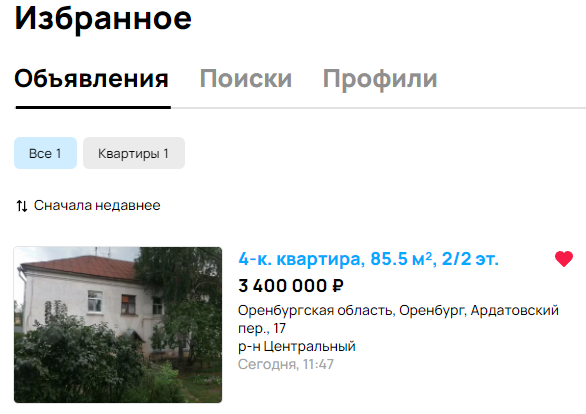 Избранное
Объявления Поиски Профили
Все 1 Квартиры 1
Сначала недавнее
4-к. квартира, 85.5 м², 2/2 эт.
3 400 000 ₽
Оренбургская область, Оренбург, Ардатовский
пер., 17
р-н Центральный
Сегодня, 11:47